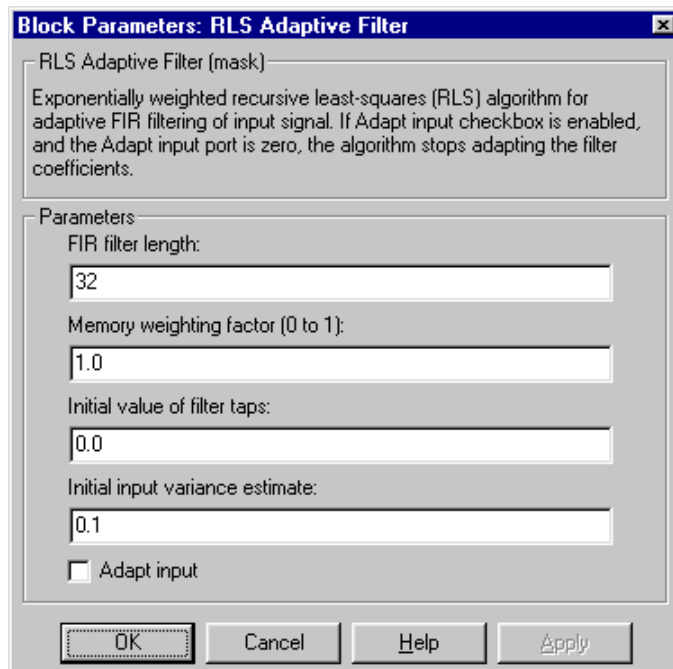 Block Parameters: RLS Adaptive Filter
RLS Adaptive Filter (mask)
Exponentially weighted recursive least-squares (RLS) algorithm for
adaptive FIR filtering of input signal. If Adapt input checkbox is enabled,
and the Adapt input port is zero, the algorithm stops adapting the filter
coefficients.
Parameters
FIR filter length:
32
Memory weighting factor (0 to 1):
1.0
Initial value of filter taps:
0.0
Initial input variance estimate:
0.1
Adapt input
OK Cancel Help Apply